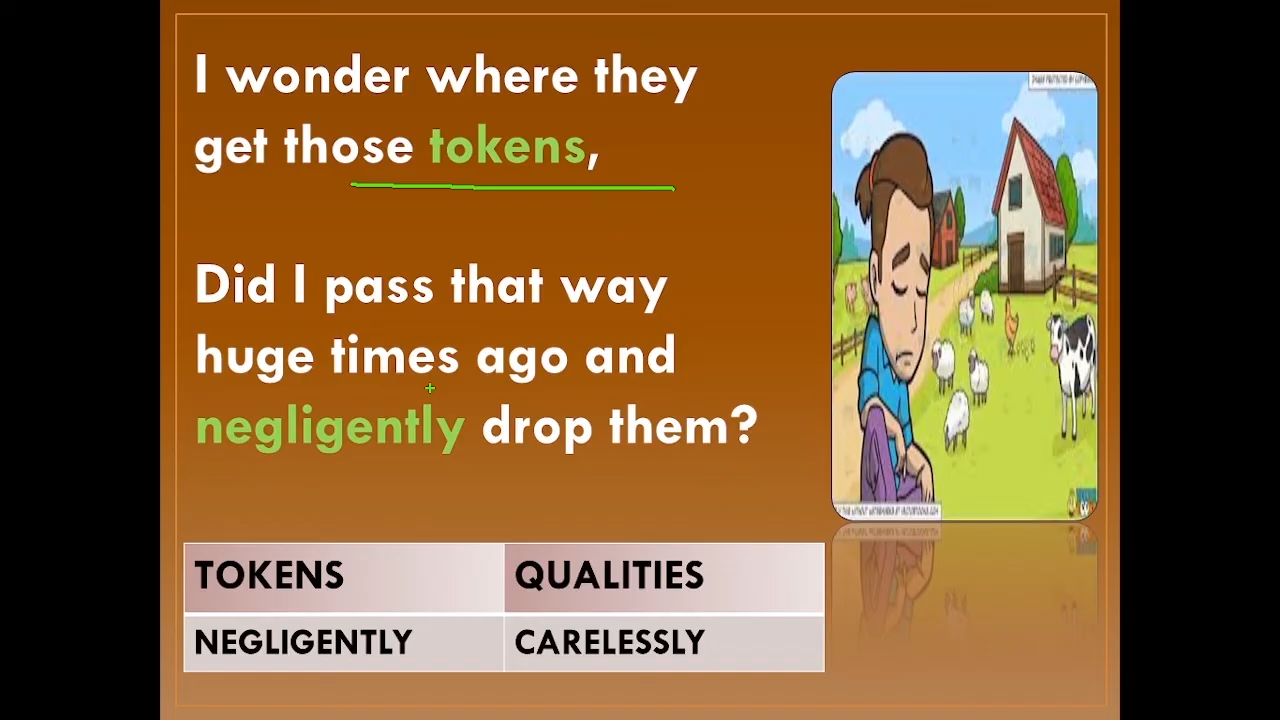 I wonder where they
get those tokens,
Did I pass that way
huge times ago and
negligently drop them?
TOKENS QUALITIES
NEGLIGENTLY CARELESSLY